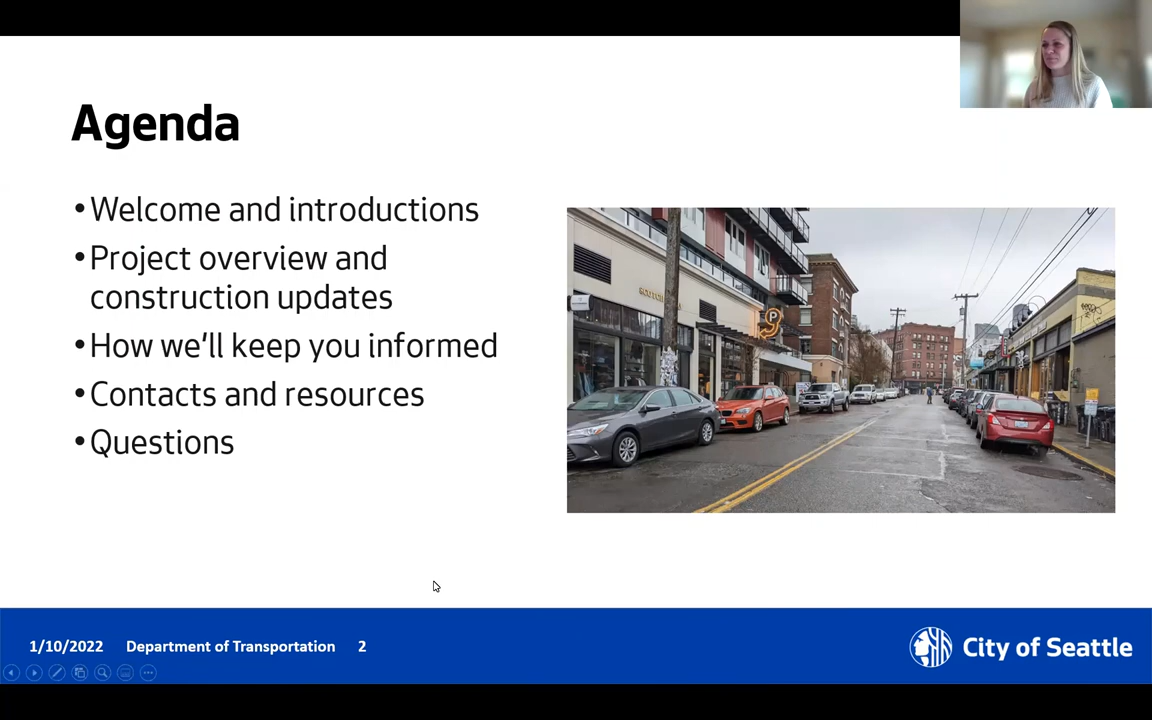 Agenda
•Welcome and introductions
•Project overview and
construction updates
•How we'll keep you informed
•Contacts and resources
•Questions
P
1/10/2022 Department of Transportation 2
City of Seattle